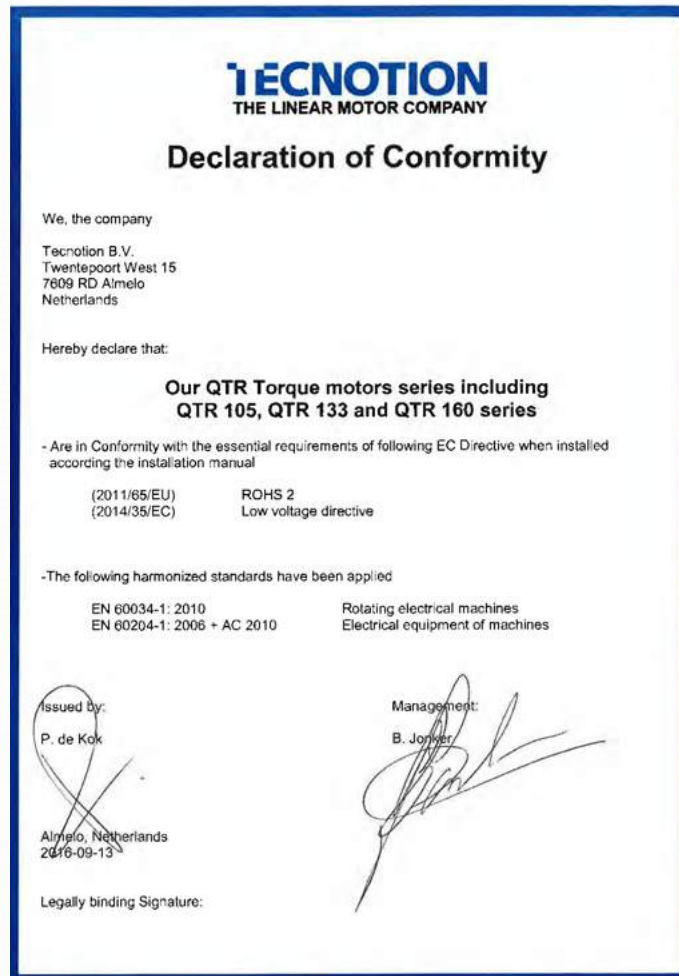 TECNOTION
THE LINEAR MOTOR COMPANY
Declaration of Conformity
We, the company
Tecnotion B.V.
Twentepoort West 15
7609 RD Almelo
Netherlands
Hereby declare that:
Our QTR Torque motors series including
QTR 105, QTR 133 and QTR 160 series
- Are in Conformity with the essential requirements of following EC Directive when installed
according the installation manual
(2011/65/EU) ROHS 2
(2014/35/EC) Low voltage directive
-The following harmonized standards have been applied
EN 60034-1: 2010 Rotating electrical machines
EN 60204-1: 2006 + AC 2010 Electrical equipment of machines
Issued by: Management:
P. de Kok B. Jonker
Almelo, Netherlands
2016-09-13
Legally binding Signature: